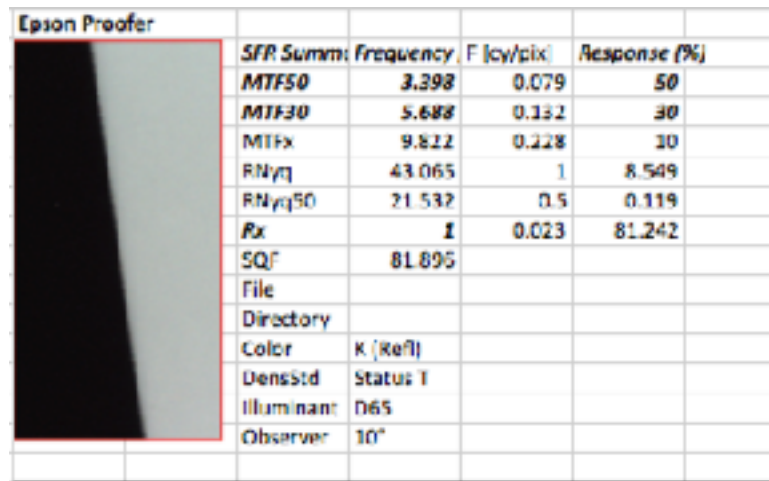 Epson Proofer
SFR Summ Frequency F [cy/pix] Response (%)
MTF50 3.398 0.079 50
MTF30 5.688 0.132 30
MTFx 9.822 0.228 10
RNyq 43.065 1 8.549
RNyq50 21.532 0.5 0.119
Rx 1 0.023 81.242
SQF 81.896
File
Directory
Color K (Refl)
DensStd Status T
Illuminant D65
Observer 10°